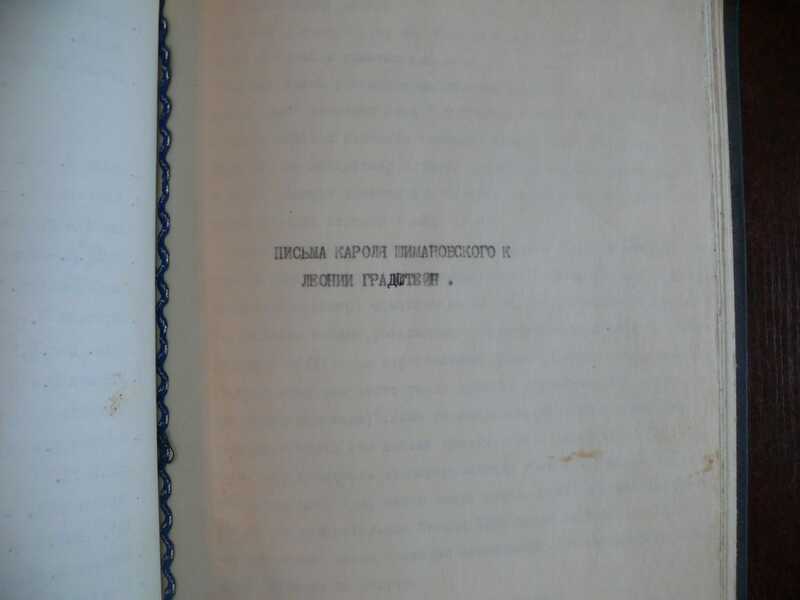 ПИСЬМА КАРОЛЯ ШИМАНОВСКОГО К
ЛЕОНИИ ГРАДШТЕЙН .